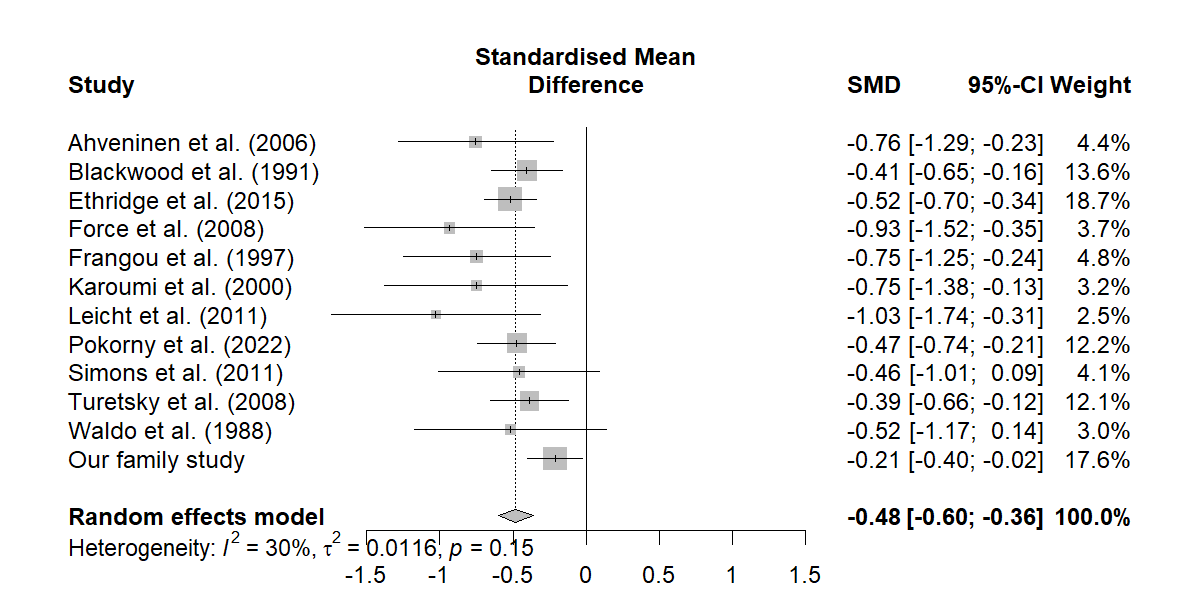 Standardised Mean
Study Difference SMD 95%-CI Weight
Ahveninen et al. (2006) -0.76 [-1.29; -0.23] 4.4%
Blackwood et al. (1991) -0.41 [-0.65; -0.16] 13.6%
Ethridge et al. (2015) -0.52 [-0.70; -0.34] 18.7%
Force et al. (2008) -0.93 [-1.52; -0.35] 3.7%
Frangou et al. (1997) -0.75 [-1.25; -0.24] 4.8%
Karoumi et al. (2000) -0.75 [-1.38; -0.13] 3.2%
Leicht et al. (2011) -1.03 [-1.74; -0.31] 2.5%
Pokorny et al. (2022) -0.47 [-0.74; -0.21] 12.2%
Simons et al. (2011) -0.46 [-1.01; 0.09] 4.1%
Turetsky et al. (2008) -0.39 [-0.66; -0.12] 12.1%
Waldo et al. (1988) -0.52 [-1.17; 0.14] 3.0%
Our family study -0.21 [-0.40; -0.02] 17.6%
Random effects model -0.48 [-0.60; -0.36] 100.0%
Heterogeneity: I² = 30%, τ² = 0.0116, p = 0.15
-1.5 -1 -0.5 0 0.5 1 1.5